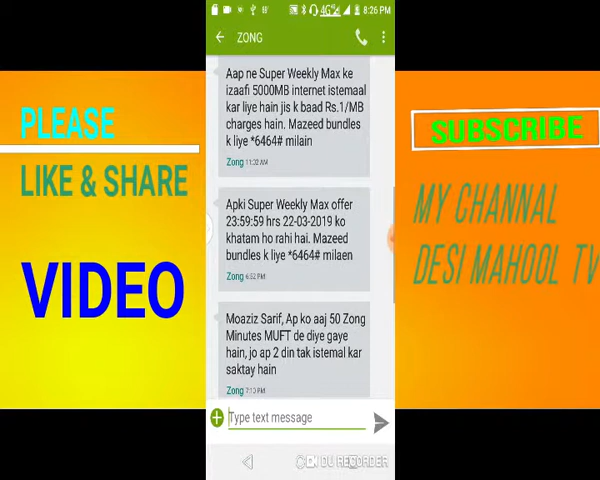 PLEASE
LIKE & SHARE
VIDEO
4G
8:26 PM
ZONG
Aap ne Super Weekly Max ke
izaafi 5000MB internet istemaal
kar liye hain jis k baad Rs.1/MB
charges hain. Mazeed bundles
k liye *6464# milain
Zong 11:02 AM
Apki Super Weekly Max offer
23:59:59 hrs 22-03-2019 ko
khatam ho rahi hai. Mazeed
bundles k liye *6464# milaen
Zong 6:52 PM
Moaziz Sarif, Ap ko aaj 50 Zong
Minutes MUFT de diye gaye
hain, jo ap 2 din tak istemal kar
saktay hain
Zong
Type text message
DU RECORDER
SUBSCRIBE
MY CHANNAL
DESI MAHOOL TV